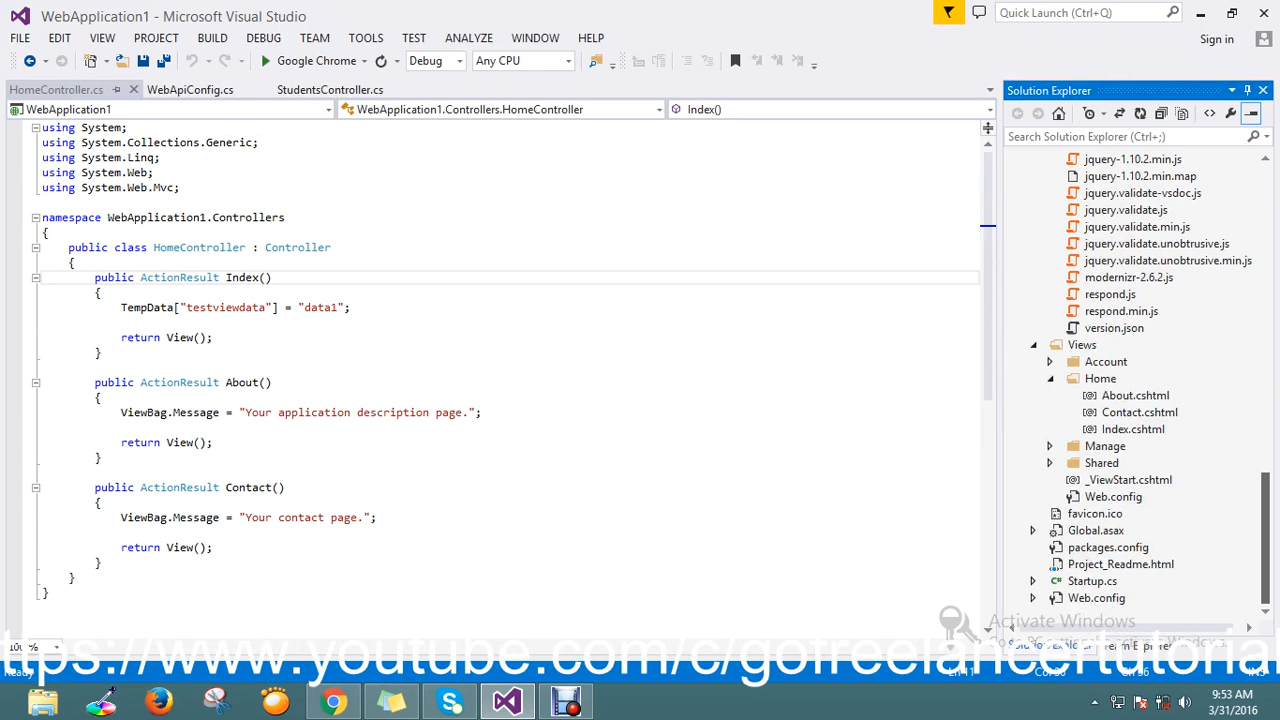 WebApplication1 - Microsoft Visual Studio
Quick Launch (Ctrl+Q)
FILE EDIT VIEW PROJECT BUILD DEBUG TEAM TOOLS TEST ANALYZE WINDOW HELP
Sign in
Google Chrome Debug Any CPU
HomeController.cs WebApiConfig.cs StudentsController.cs
WebApplication1 WebApplication1.Controllers.HomeController Index()
using System;
using System.Collections.Generic;
using System.Linq;
using System.Web;
using System.Web.Mvc;
namespace WebApplication1.Controllers
{
public class HomeController : Controller
{
public ActionResult Index()
{
TempData["testviewdata"] = "data1";
return View();
}
public ActionResult About()
{
ViewBag.Message = "Your application description page.";
return View();
}
public ActionResult Contact()
{
ViewBag.Message = "Your contact page.";
return View();
}
}
}
100 %
Solution Explorer
Search Solution Explorer (Ctrl+;)
jquery-1.10.2.min.js
jquery-1.10.2.min.map
jquery.validate-vsdoc.js
jquery.validate.js
jquery.validate.min.js
jquery.validate.unobtrusive.js
jquery.validate.unobtrusive.min.js
modernizr-2.6.2.js
respond.js
respond.min.js
version.json
Views
Account
Home
About.cshtml
Contact.cshtml
Index.cshtml
Manage
Shared
_ViewStart.cshtml
Web.config
favicon.ico
Global.asax
packages.config
Project_Readme.html
Startup.cs
Web.config
Activate Windows
ttps://www.youtube.com/c/gofreelancertutoria
9:53 AM
3/31/2016